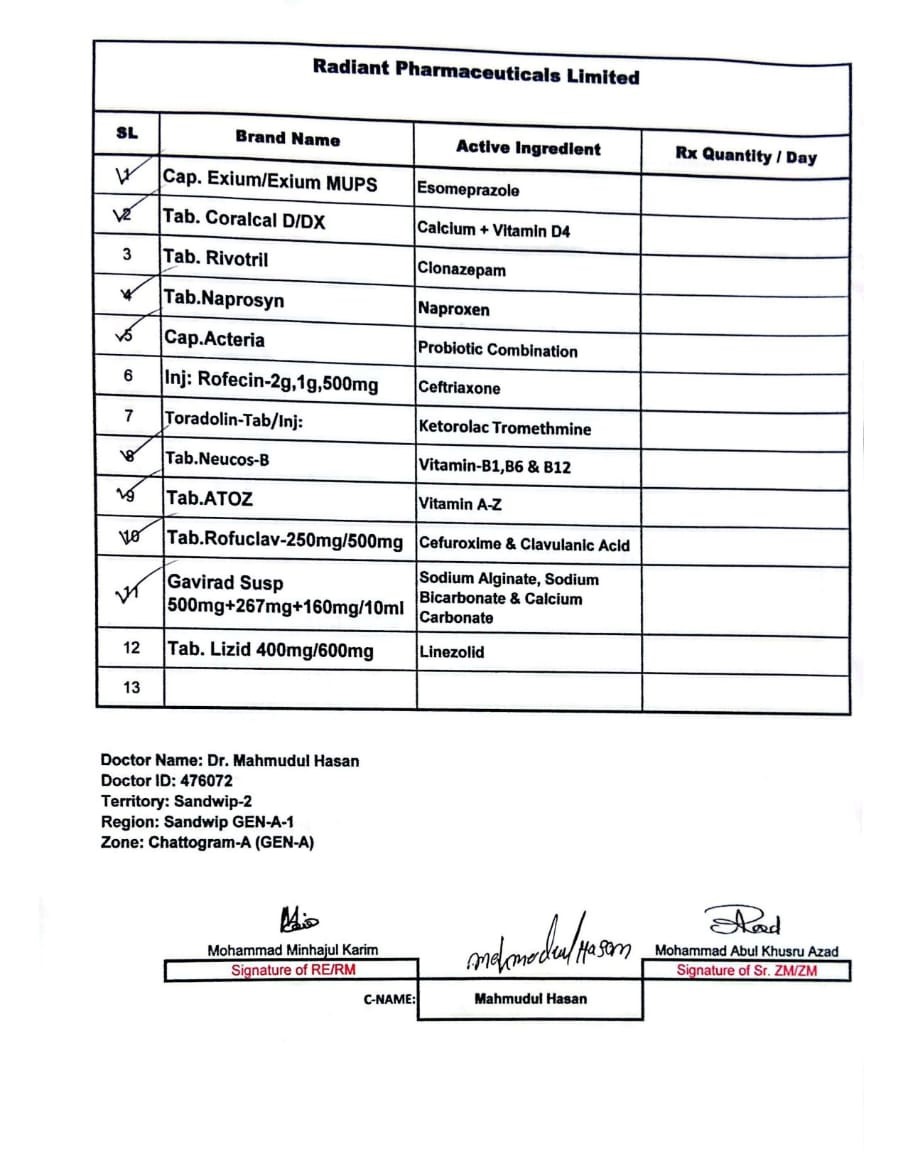 Radiant Pharmaceuticals Limited
SL Brand Name Active Ingredient Rx Quantity / Day
1 Cap. Exium/Exium MUPS Esomeprazole
2 Tab. Coralcal D/DX Calcium + Vitamin D4
3 Tab. Rivotril Clonazepam
4 Tab.Naprosyn Naproxen
5 Cap.Acteria Probiotic Combination
6 Inj: Rofecin-2g,1g,500mg Ceftriaxone
7 Toradolin-Tab/Inj: Ketorolac Tromethmine
8 Tab.Neucos-B Vitamin-B1,B6 & B12
9 Tab.ATOZ Vitamin A-Z
10 Tab.Rofuclav-250mg/500mg Cefuroxime & Clavulanic Acid
11 Gavirad Susp
500mg+267mg+160mg/10ml Sodium Alginate, Sodium
Bicarbonate & Calcium
Carbonate
12 Tab. Lizid 400mg/600mg Linezolid
13
Doctor Name: Dr. Mahmudul Hasan
Doctor ID: 476072
Territory: Sandwip-2
Region: Sandwip GEN-A-1
Zone: Chattogram-A (GEN-A)
Mohammad Minhajul Karim
Signature of RE/RM
C-NAME:
Mahmudul Hasan
Mohammad Abul Khusru Azad
Signature of Sr. ZM/ZM